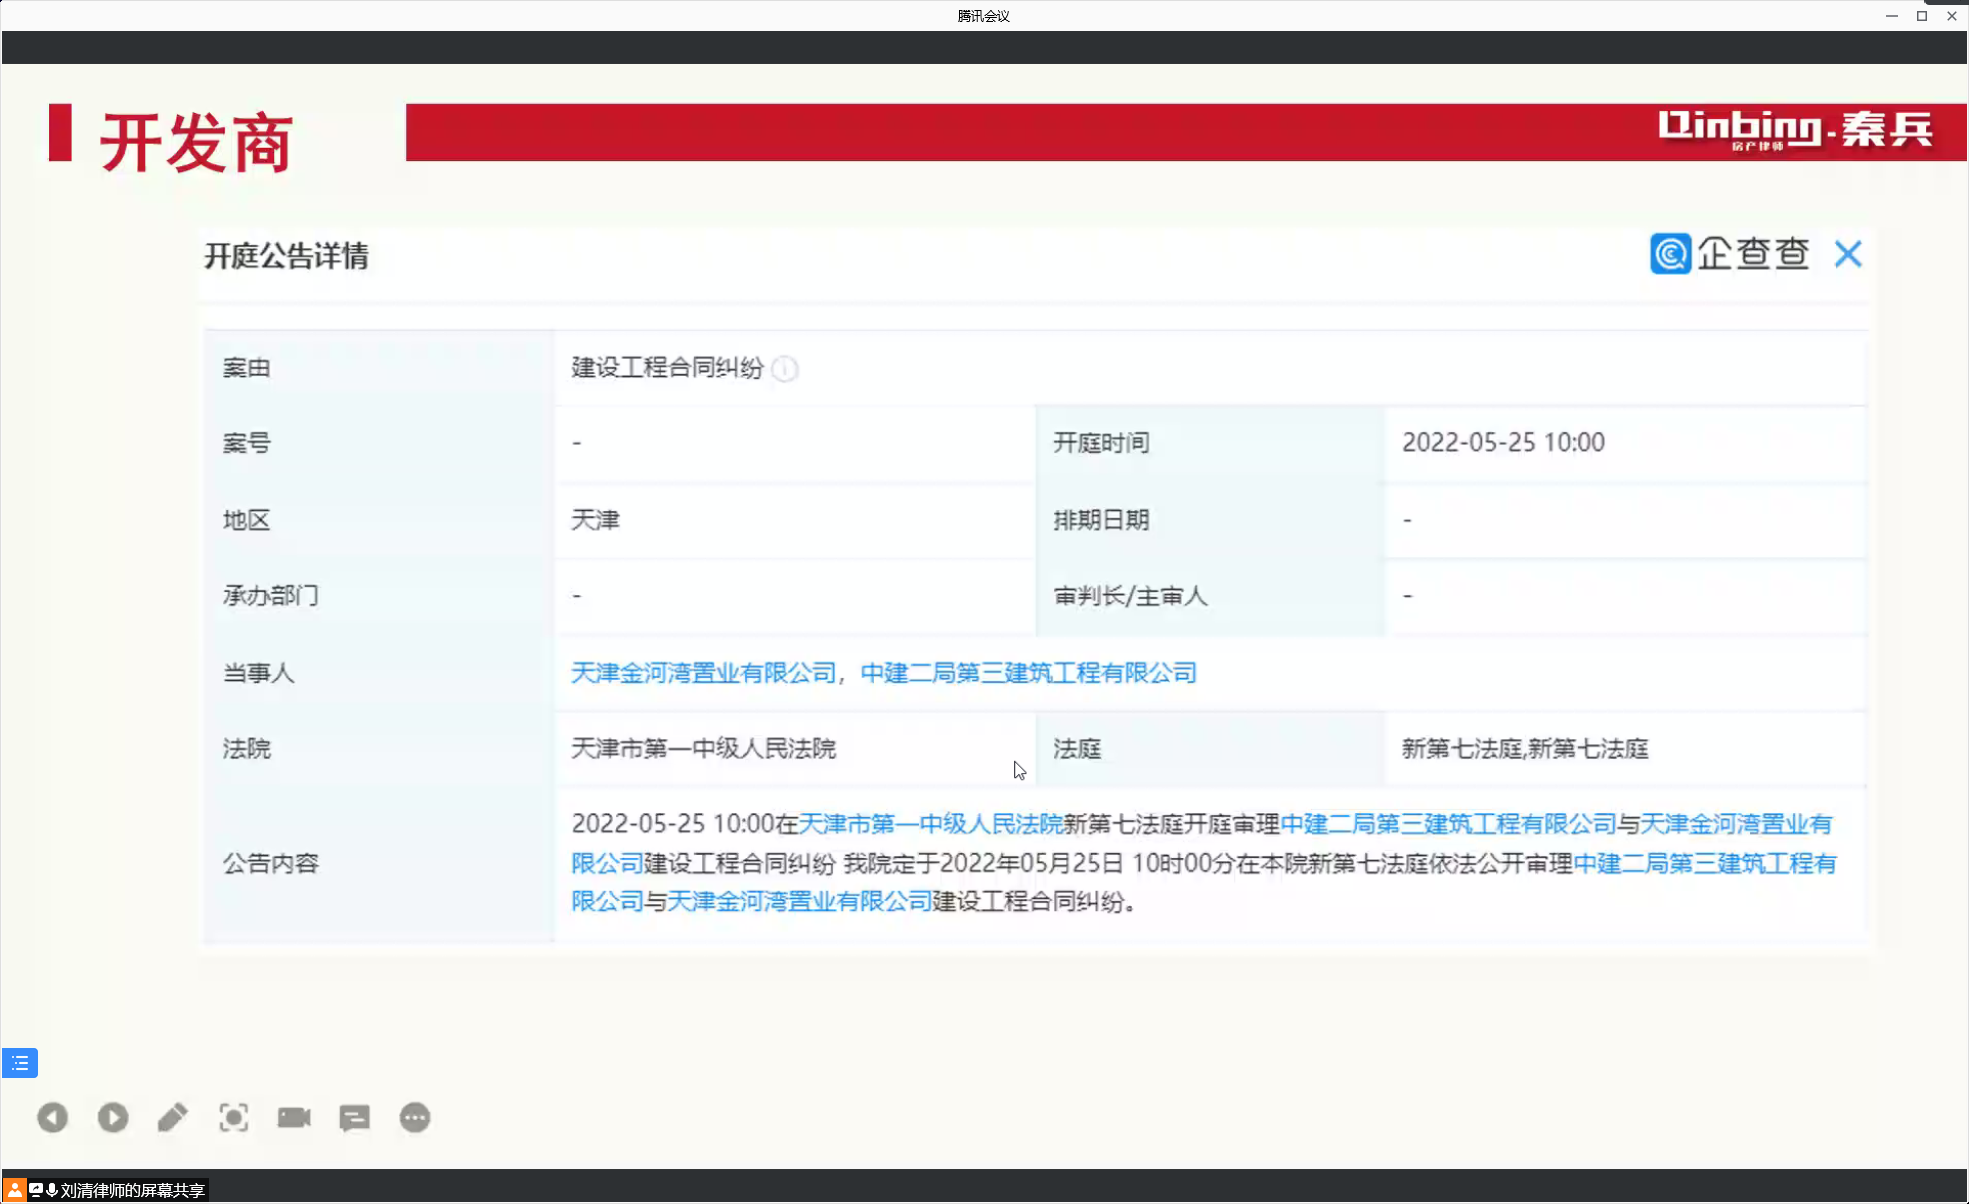 腾讯会议
开发商
Qinbing-秦兵
房产律师
开庭公告详情
企查查
案由 建设工程合同纠纷
案号 - 开庭时间 2022-05-25 10:00
地区 天津 排期日期 -
承办部门 - 审判长/主审人 -
当事人 天津金河湾置业有限公司，中建二局第三建筑工程有限公司
法院 天津市第一中级人民法院 法庭 新第七法庭,新第七法庭
公告内容
2022-05-25 10:00在天津市第一中级人民法院新第七法庭开庭审理中建二局第三建筑工程有限公司与天津金河湾置业有
限公司建设工程合同纠纷 我院定于2022年05月25日 10时00分在本院新第七法庭依法公开审理中建二局第三建筑工程有
限公司与天津金河湾置业有限公司建设工程合同纠纷。
刘清律师的屏幕共享